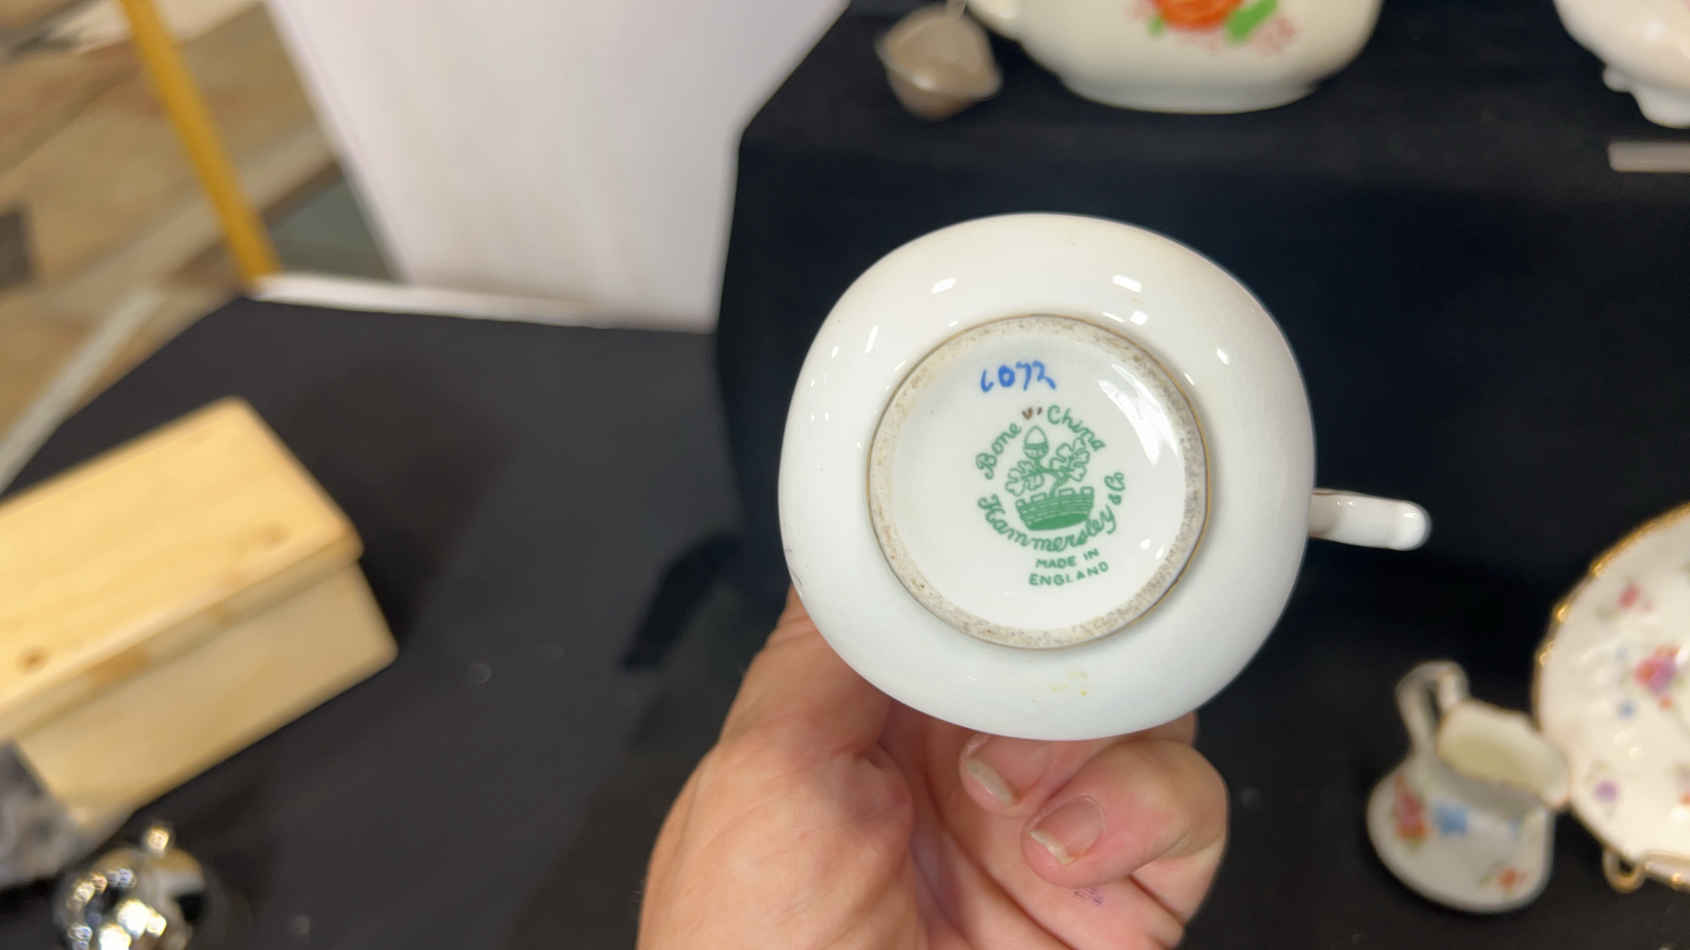 6072
Bone China
Hammersley & Co
MADE IN
ENGLAND